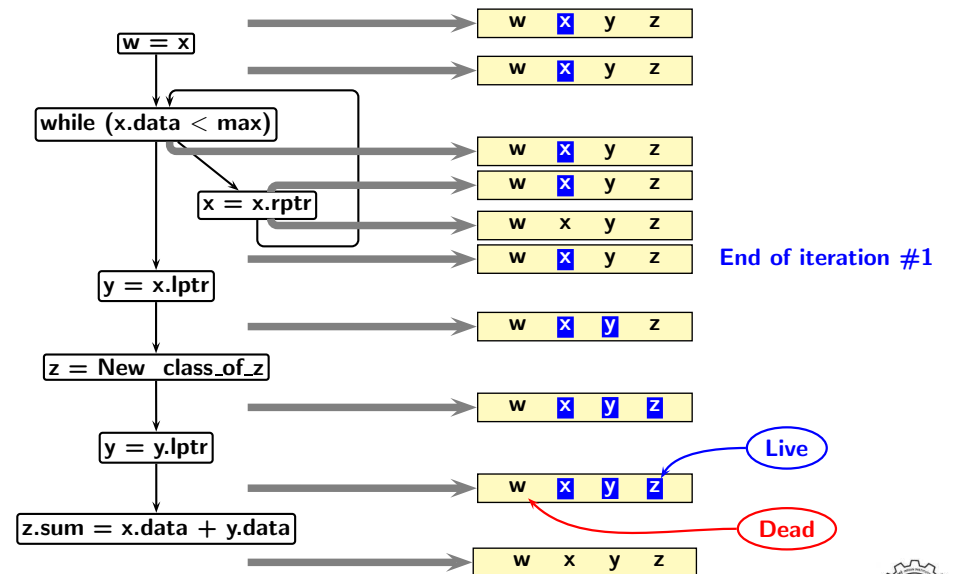 w x y z
w = x
w x y z
while (x.data < max)
w x y z
w x y z
x = x.rptr
w x y z
w x y z End of iteration #1
y = x.lptr
w x y z
z = New class_of_z
w x y z
y = y.lptr
Live
w x y z
z.sum = x.data + y.data
Dead
w x y z